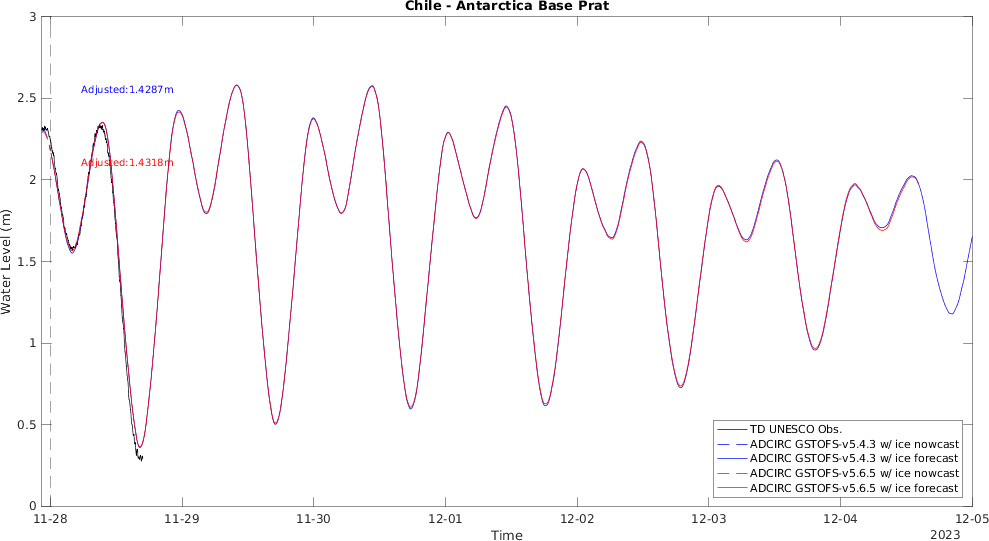 Chile - Antarctica Base Prat
3
2.5
2
1.5
1
0.5
0
Water Level (m)
Adjusted:1.4287m
Adjusted:1.4318m
TD UNESCO Obs.
ADCIRC GSTOFS-v5.4.3 w/ ice nowcast
ADCIRC GSTOFS-v5.4.3 w/ ice forecast
ADCIRC GSTOFS-v5.6.5 w/ ice nowcast
ADCIRC GSTOFS-v5.6.5 w/ ice forecast
11-28 11-29 11-30 12-01 12-02 12-03 12-04 12-05
Time
2023